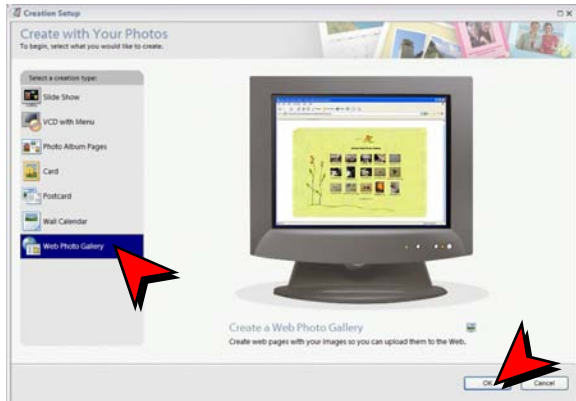 Creation Setup
Create with Your Photos
To begin, select what you would like to create.
Select a creation type:
Slide Show
VCD with Menu
Photo Album Pages
Card
Postcard
Wall Calendar
Web Photo Gallery
Create a Web Photo Gallery
Create web pages with your images so you can upload them to the Web.
OK
Cancel